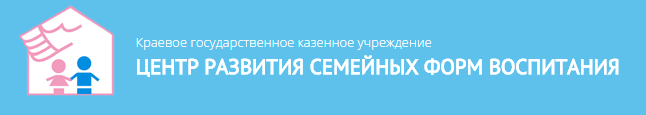 Краевое государственное казенное учреждение
ЦЕНТР РАЗВИТИЯ СЕМЕЙНЫХ ФОРМ ВОСПИТАНИЯ